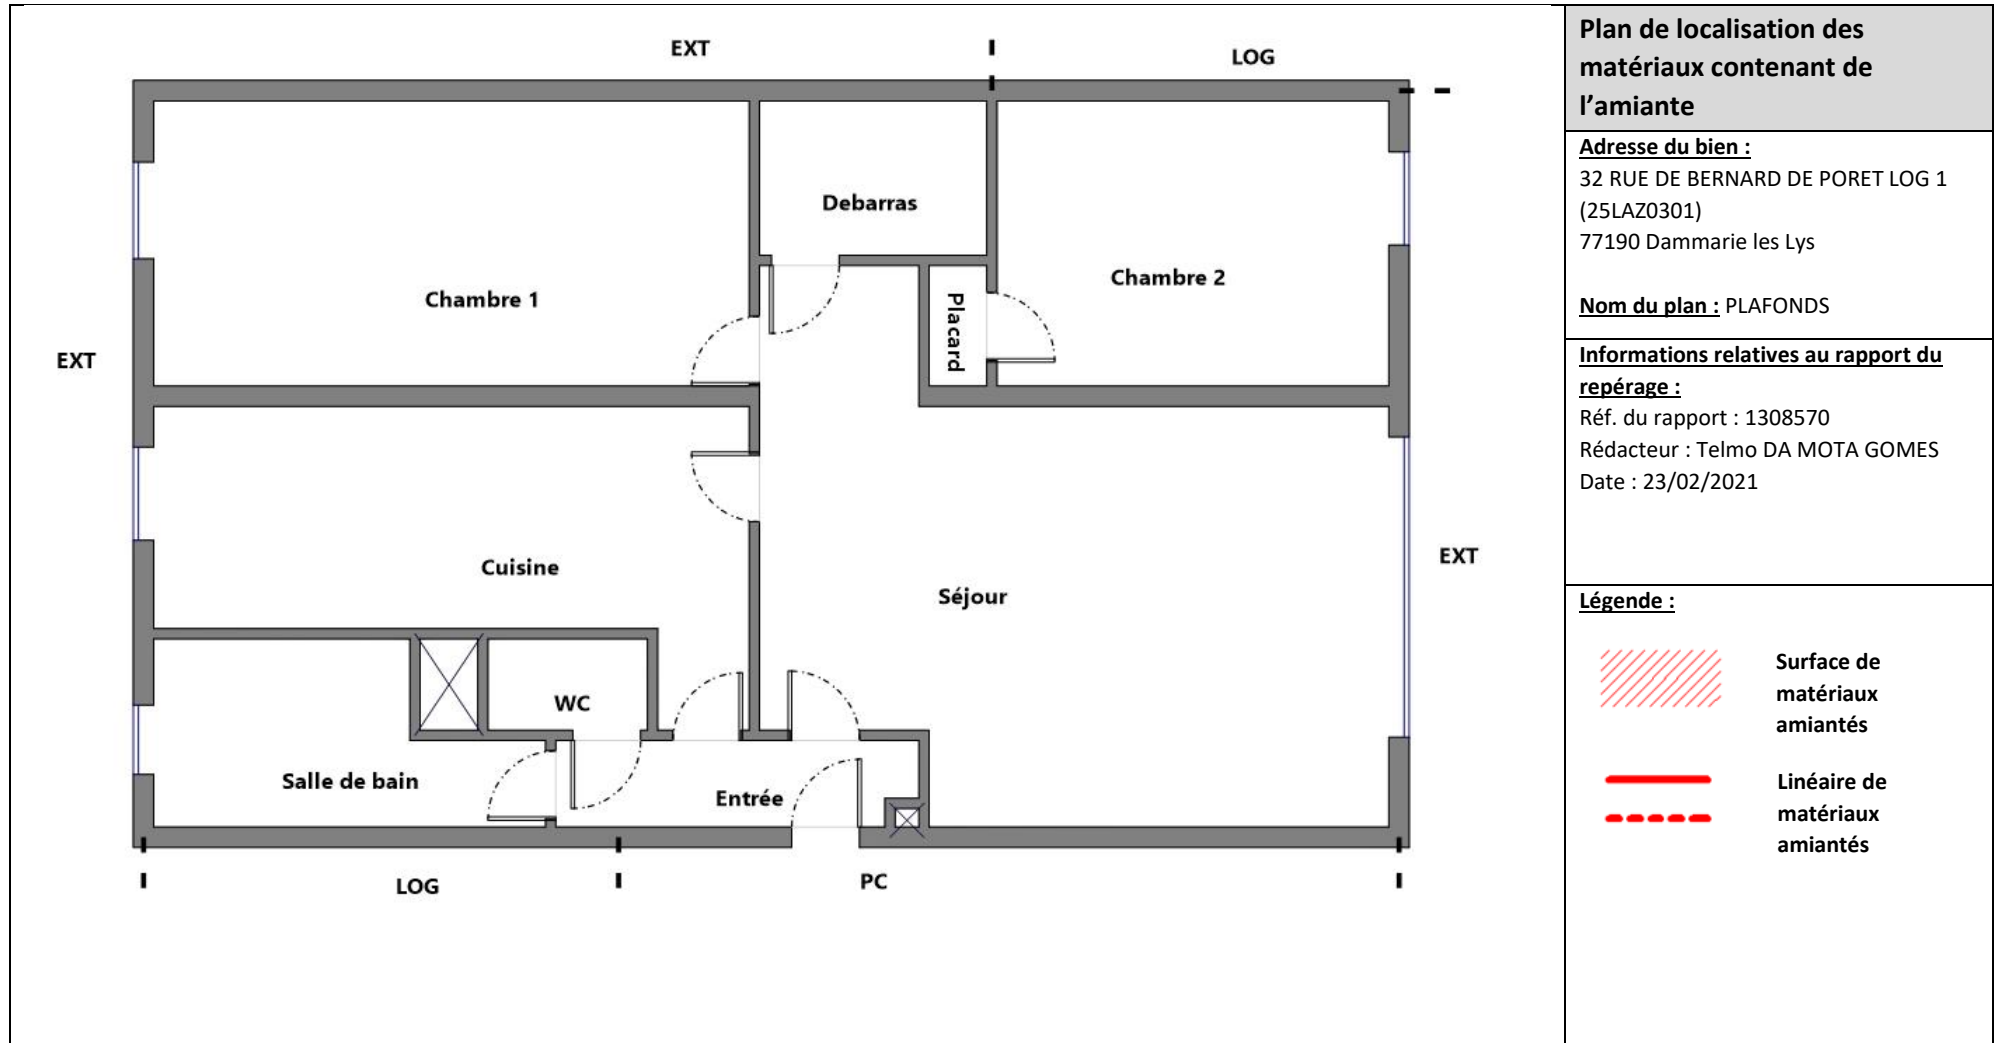 EXT
LOG
Debarras
Chambre 2
Chambre 1
Placard
EXT
EXT
Cuisine
Séjour
WC
Salle de bain
Entrée
LOG
PC
Plan de localisation des
matériaux contenant de
l’amiante
Adresse du bien :
32 RUE DE BERNARD DE PORET LOG 1
(25LAZ0301)
77190 Dammarie les Lys
Nom du plan : PLAFONDS
Informations relatives au rapport du
repérage :
Réf. du rapport : 1308570
Rédacteur : Telmo DA MOTA GOMES
Date : 23/02/2021
Légende :
Surface de
matériaux
amiantés
Linéaire de
matériaux
amiantés